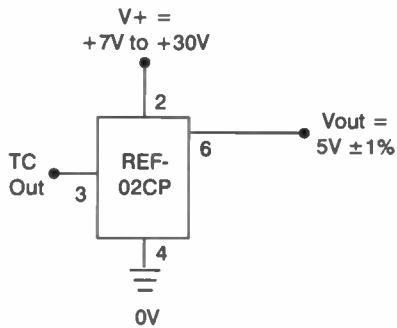 V+ =
+7V to +30V
2
TC
Out
3
REF-
02CP
6
Vout =
5V ±1%
4
0V